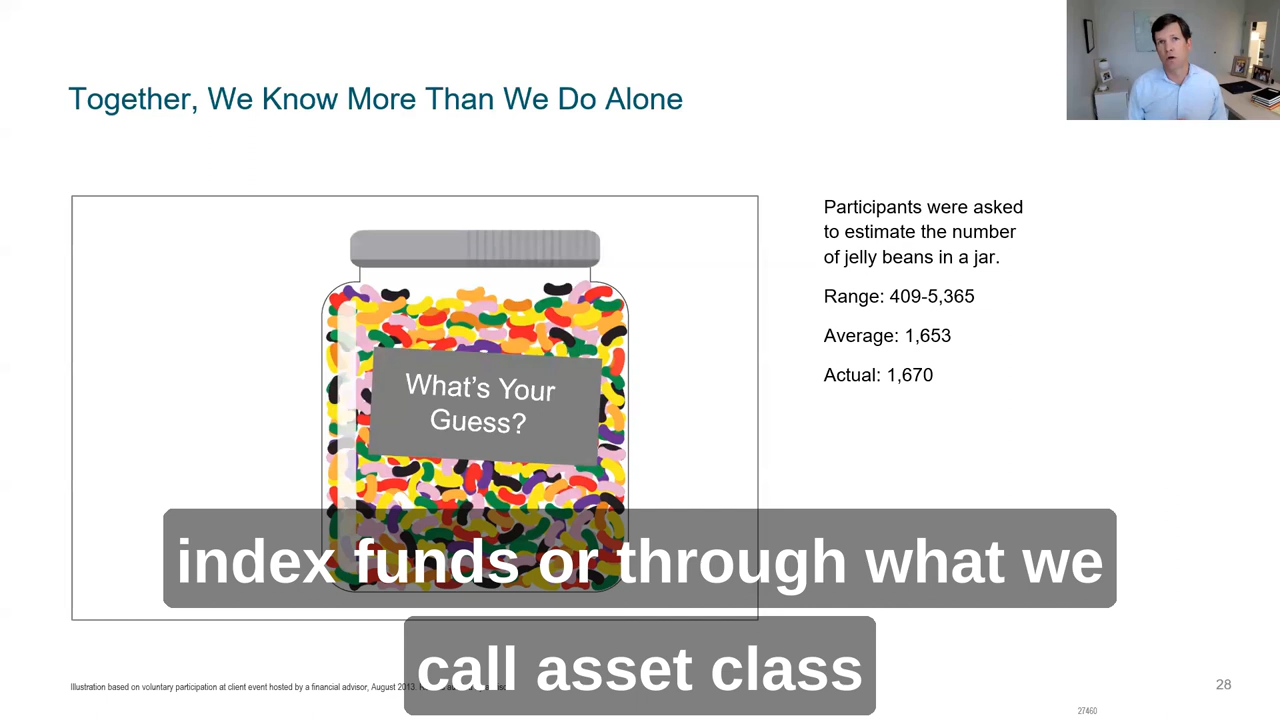 Together, We Know More Than We Do Alone
Participants were asked
to estimate the number
of jelly beans in a jar.
Range: 409-5,365
Average: 1,653
Actual: 1,670
What's Your
Guess?
index funds or through what we
call asset class
Illustration based on voluntary participation at client event hosted by a financial advisor, August 2013.
28
27460